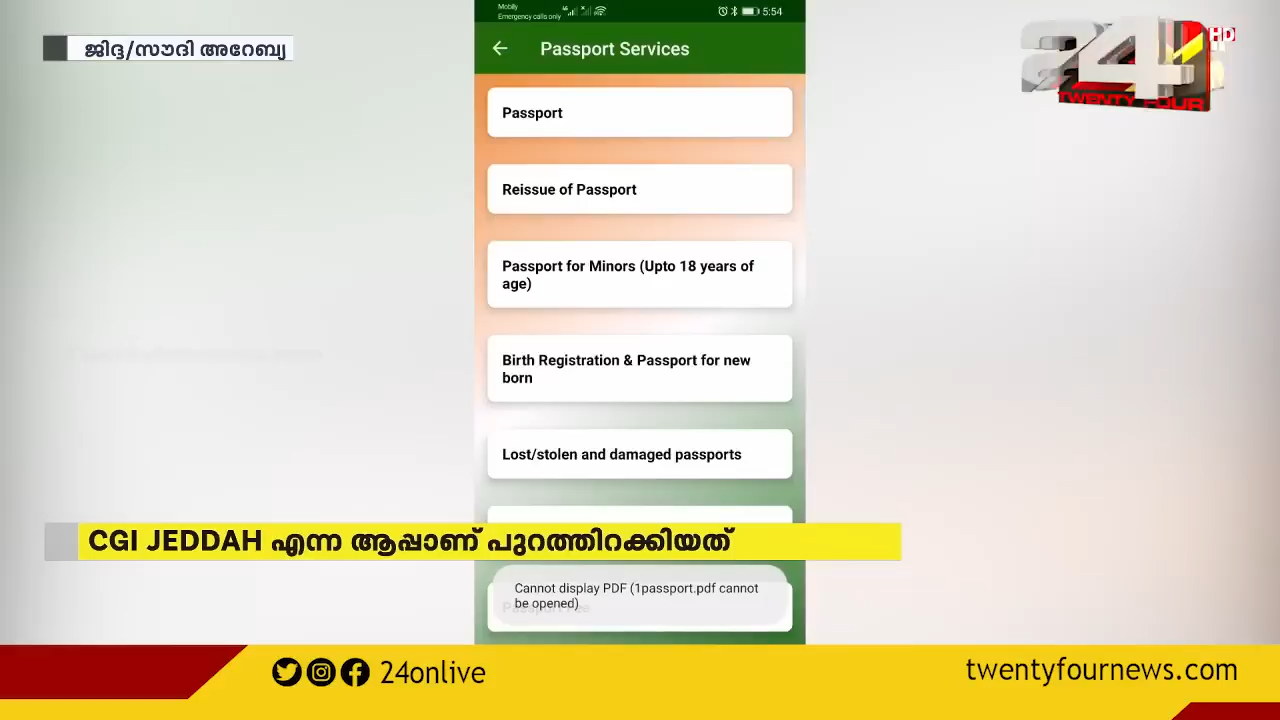 Mobily
Emergency calls only
5:54
ജിദ്ദ/സൗദി അറേബ്യ
24
HD
TWENTY FOUR
Passport Services
Passport
Reissue of Passport
Passport for Minors (Upto 18 years of
age)
Birth Registration & Passport for new
born
Lost/stolen and damaged passports
CGI JEDDAH എന്ന ആപ്പാണ് പുറത്തിറക്കിയത്
Cannot display PDF (1passport.pdf cannot
be opened)
Passport Fee
24onlive
twentyfournews.com